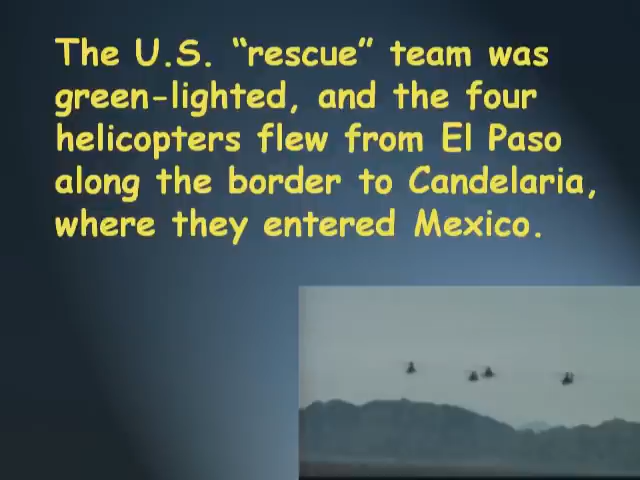 The U.S. “rescue” team was
green-lighted, and the four
helicopters flew from El Paso
along the border to Candelaria,
where they entered Mexico.